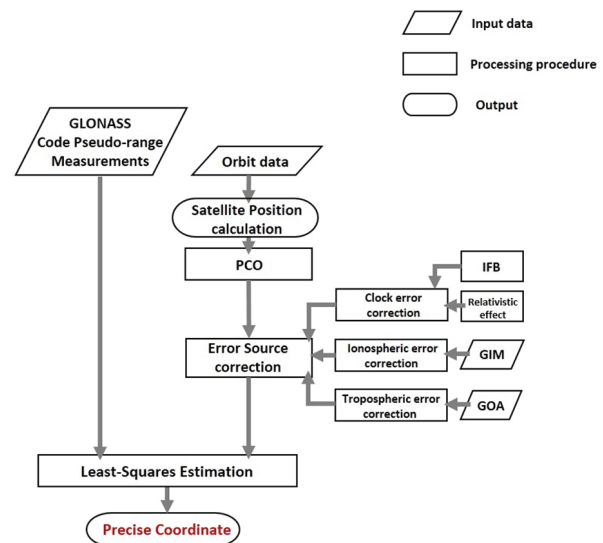 Input data
Processing procedure
Output
GLONASS
Code Pseudo-range
Measurements
Orbit data
Satellite Position
calculation
PCO
IFB
Clock error
correction
Relativistic
effect
Error Source
correction
Ionospheric error
correction
GIM
Tropospheric error
correction
GOA
Least-Squares Estimation
Precise Coordinate